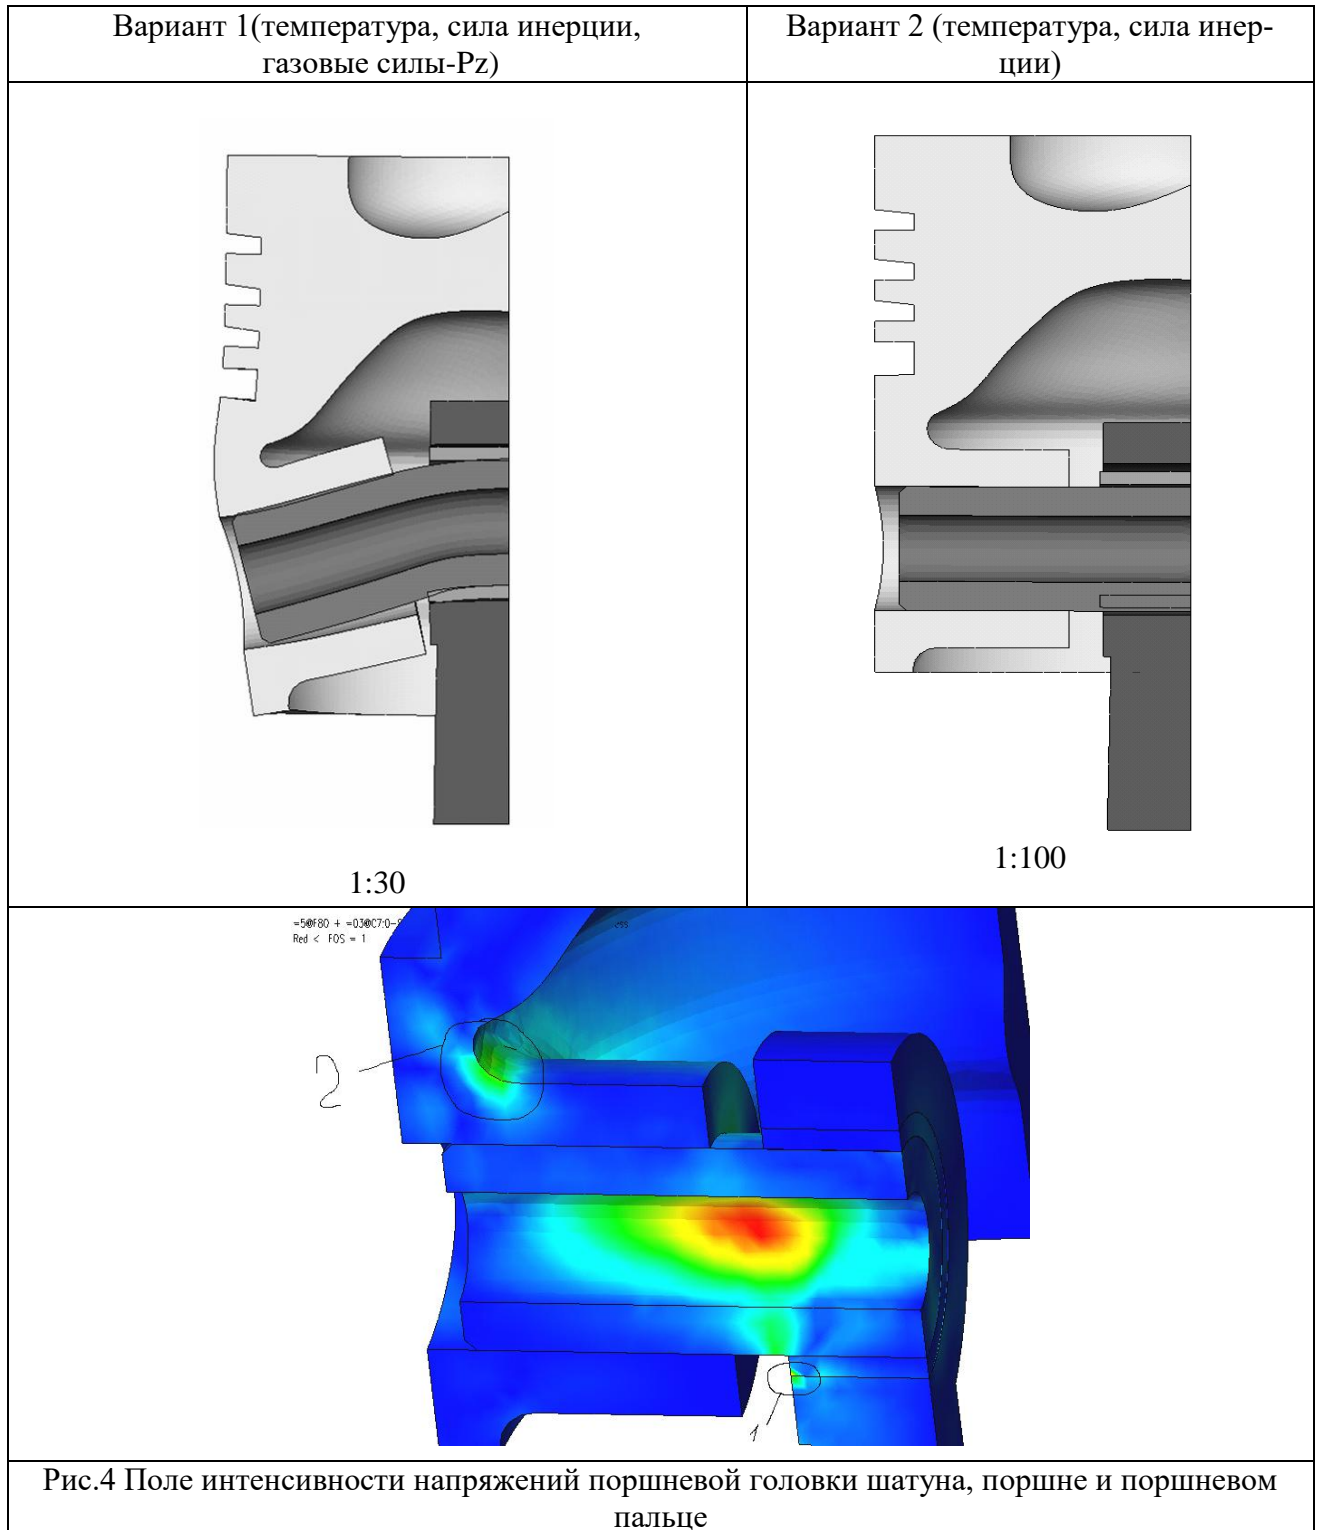 Вариант 1(температура, сила инерции,
газовые силы-Pz)
Вариант 2 (температура, сила инер-
ции)
1:30
1:100
Red < FOS = 1
2
1
Рис.4 Поле интенсивности напряжений поршневой головки шатуна, поршне и поршневом
пальце